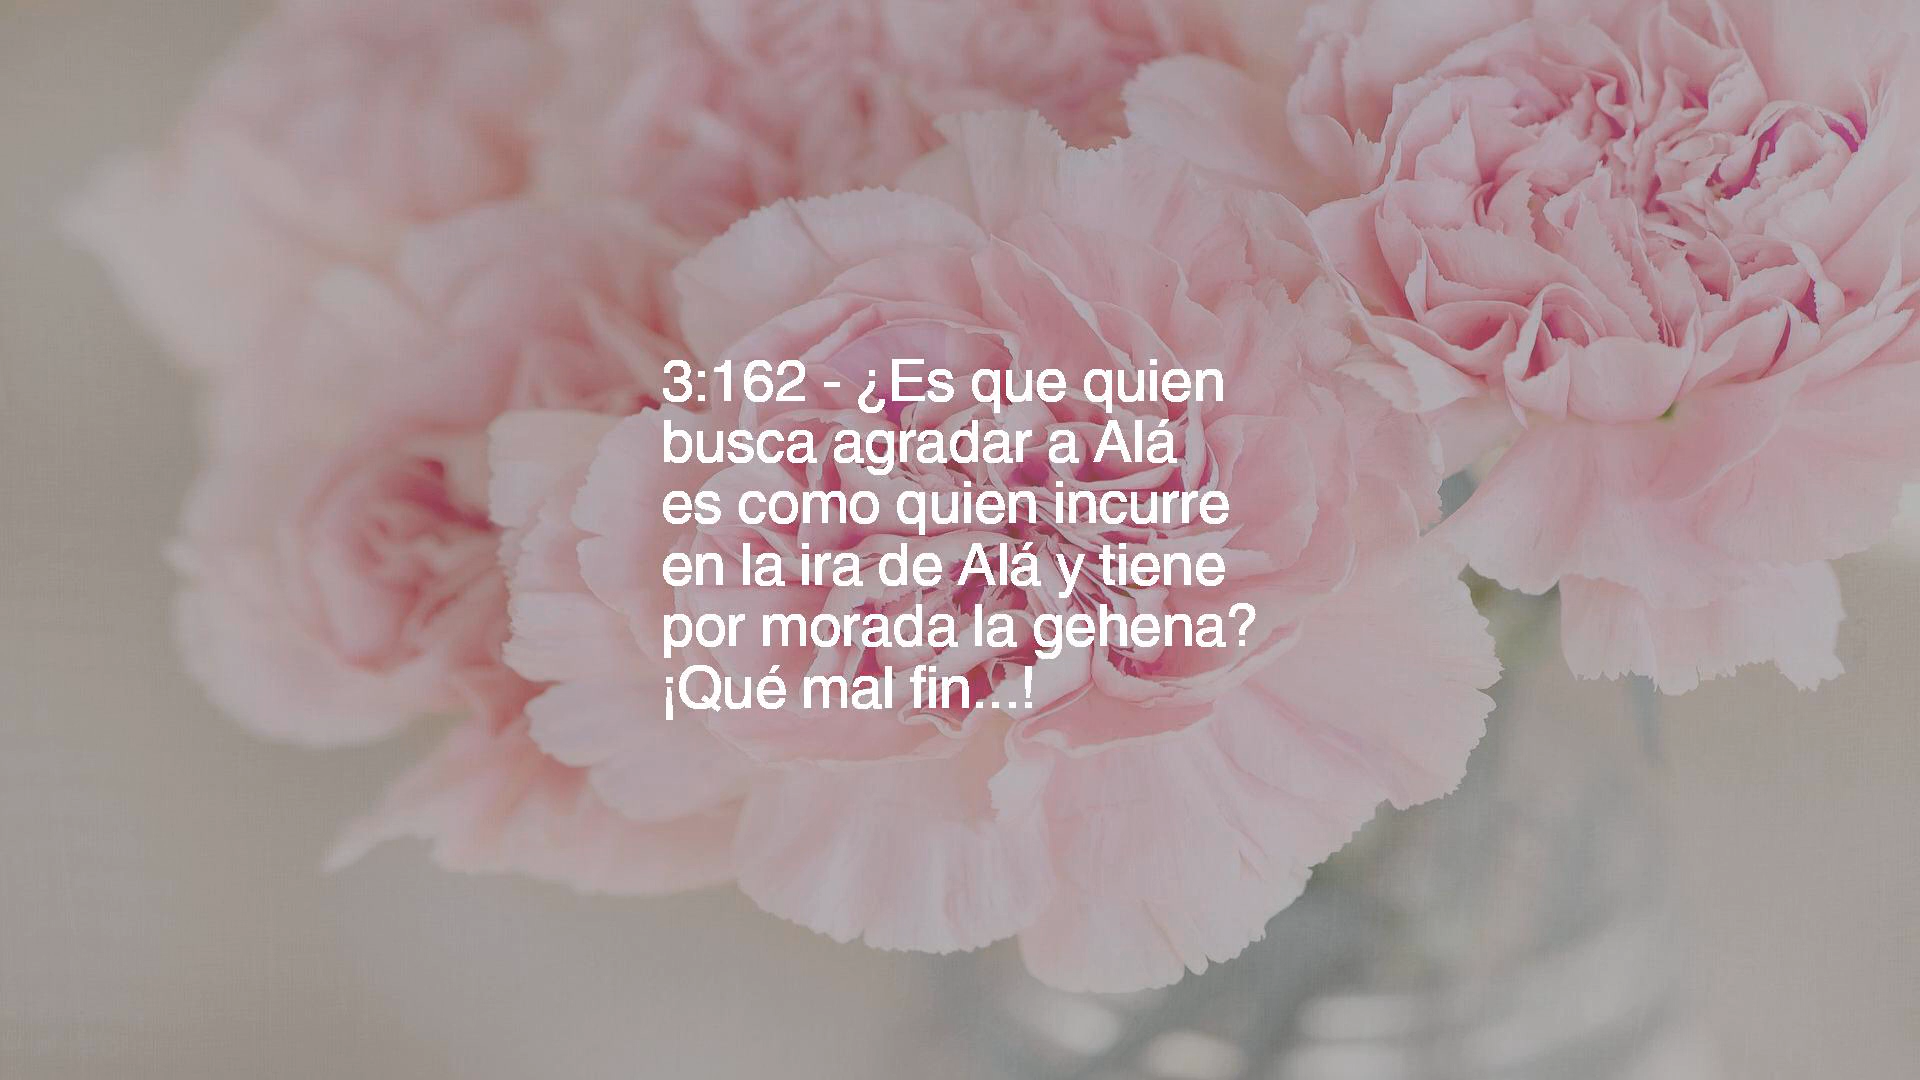 3:162 - ¿Es que quien
busca agradar a Alá
es como quien incurre
en la ira de Alá y tiene
por morada la gehena?
¡Qué mal fin...!